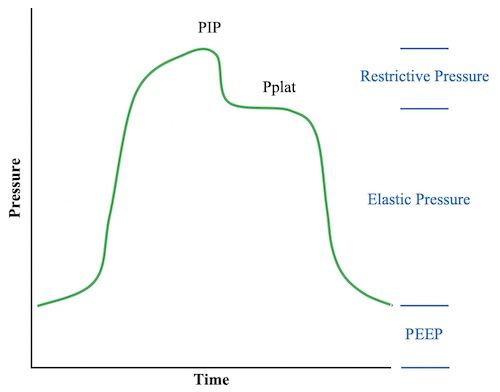 PIP
Restrictive Pressure
Pplat
Pressure
Elastic Pressure
PEEP
Time